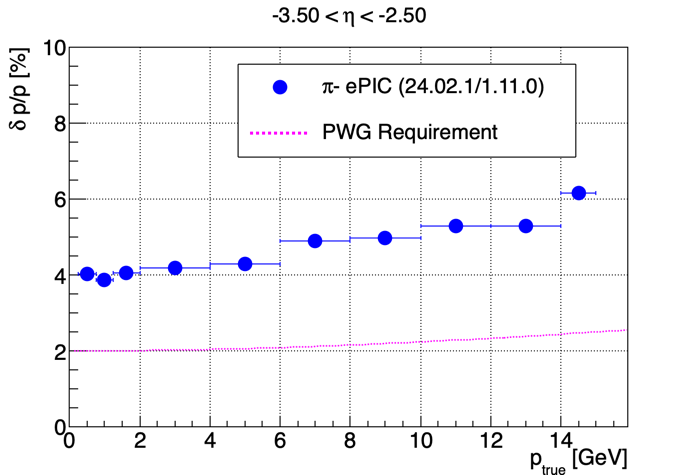 -3.50 < η < -2.50
δ p/p [%]
10
8
6
4
2
0
π- ePIC (24.02.1/1.11.0)
PWG Requirement
0 2 4 6 8 10 12 14
p_true [GeV]